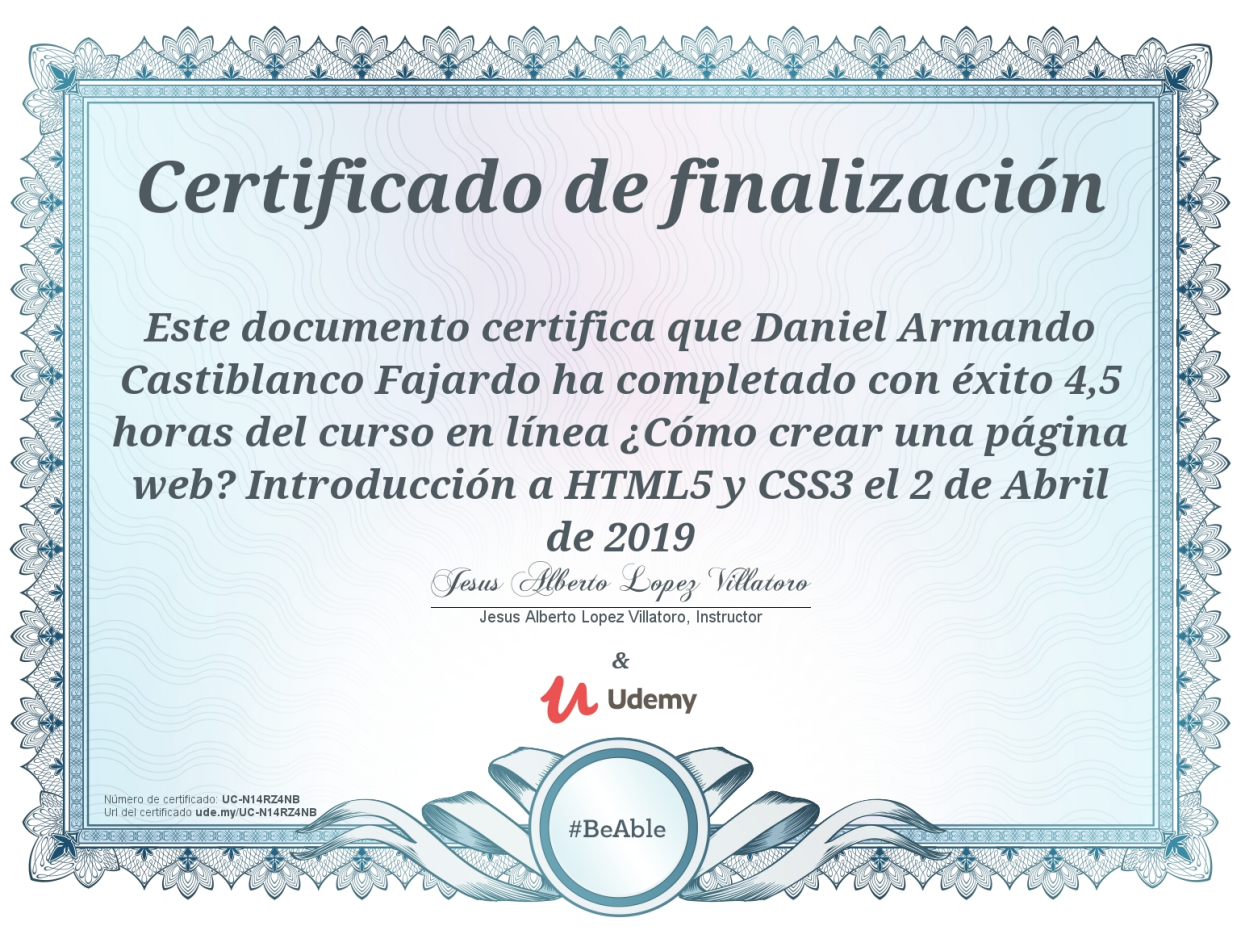 Certificado de finalización
Este documento certifica que Daniel Armando
Castiblanco Fajardo ha completado con éxito 4,5
horas del curso en línea ¿Cómo crear una página
web? Introducción a HTML5 y CSS3 el 2 de Abril
de 2019
Jesus Alberto Lopez Villatoro
Jesus Alberto Lopez Villatoro, Instructor
&
Udemy
Número de certificado: UC-N14RZ4NB
Url del certificado ude.my/UC-N14RZ4NB
#BeAble